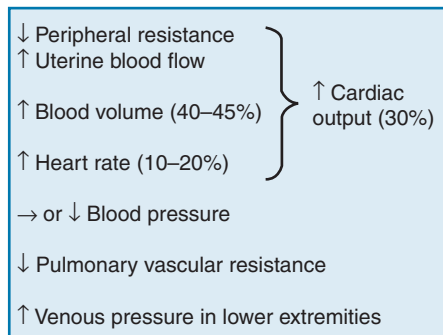 ↓ Peripheral resistance
↑ Uterine blood flow
↑ Blood volume (40–45%)
↑ Heart rate (10–20%)
↑ Cardiac
output (30%)
→ or ↓ Blood pressure
↓ Pulmonary vascular resistance
↑ Venous pressure in lower extremities